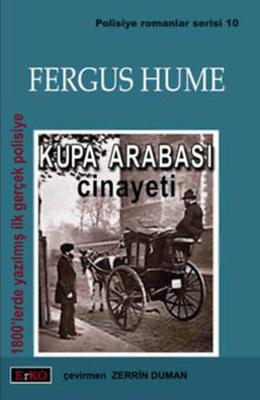 Polisiye romanlar serisi 10
FERGUS HUME
KUPA ARABASI
cinayeti
1800'lerde yazılmış ilk gerçek polisiye
ErKO
çevirmen ZERRİN DUMAN